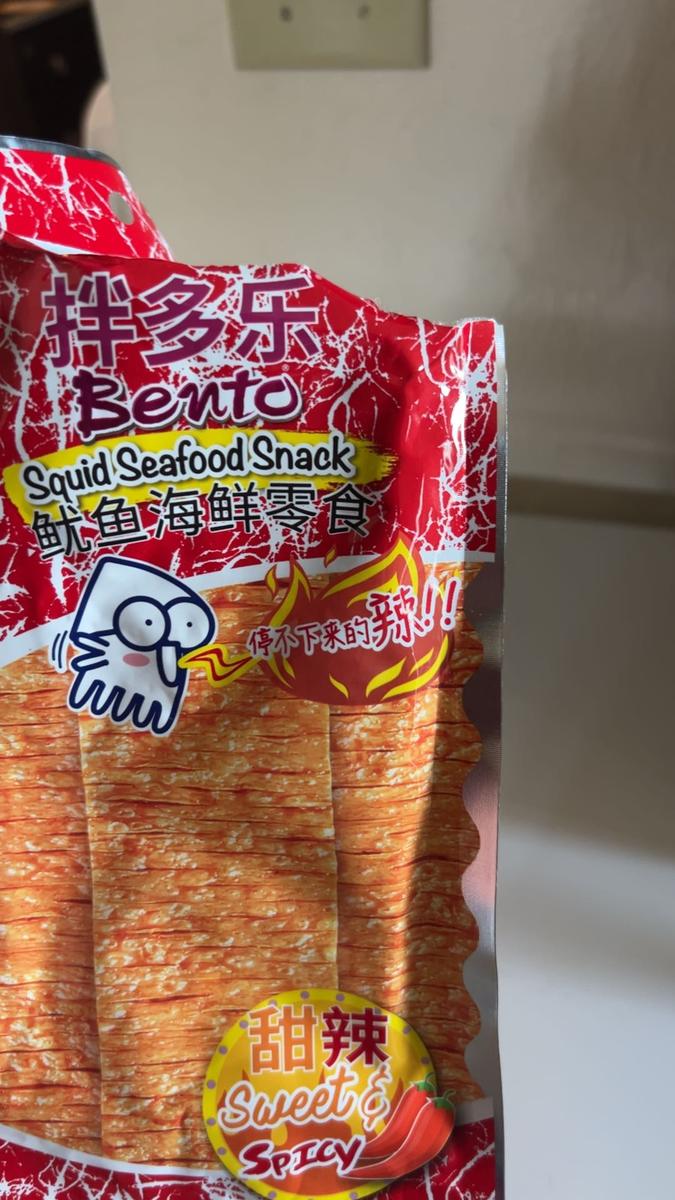 拌多乐
Bento®
Squid Seafood Snack
鱿鱼海鲜零食
停不下来的辣!!
甜辣
Sweet &
SPICY